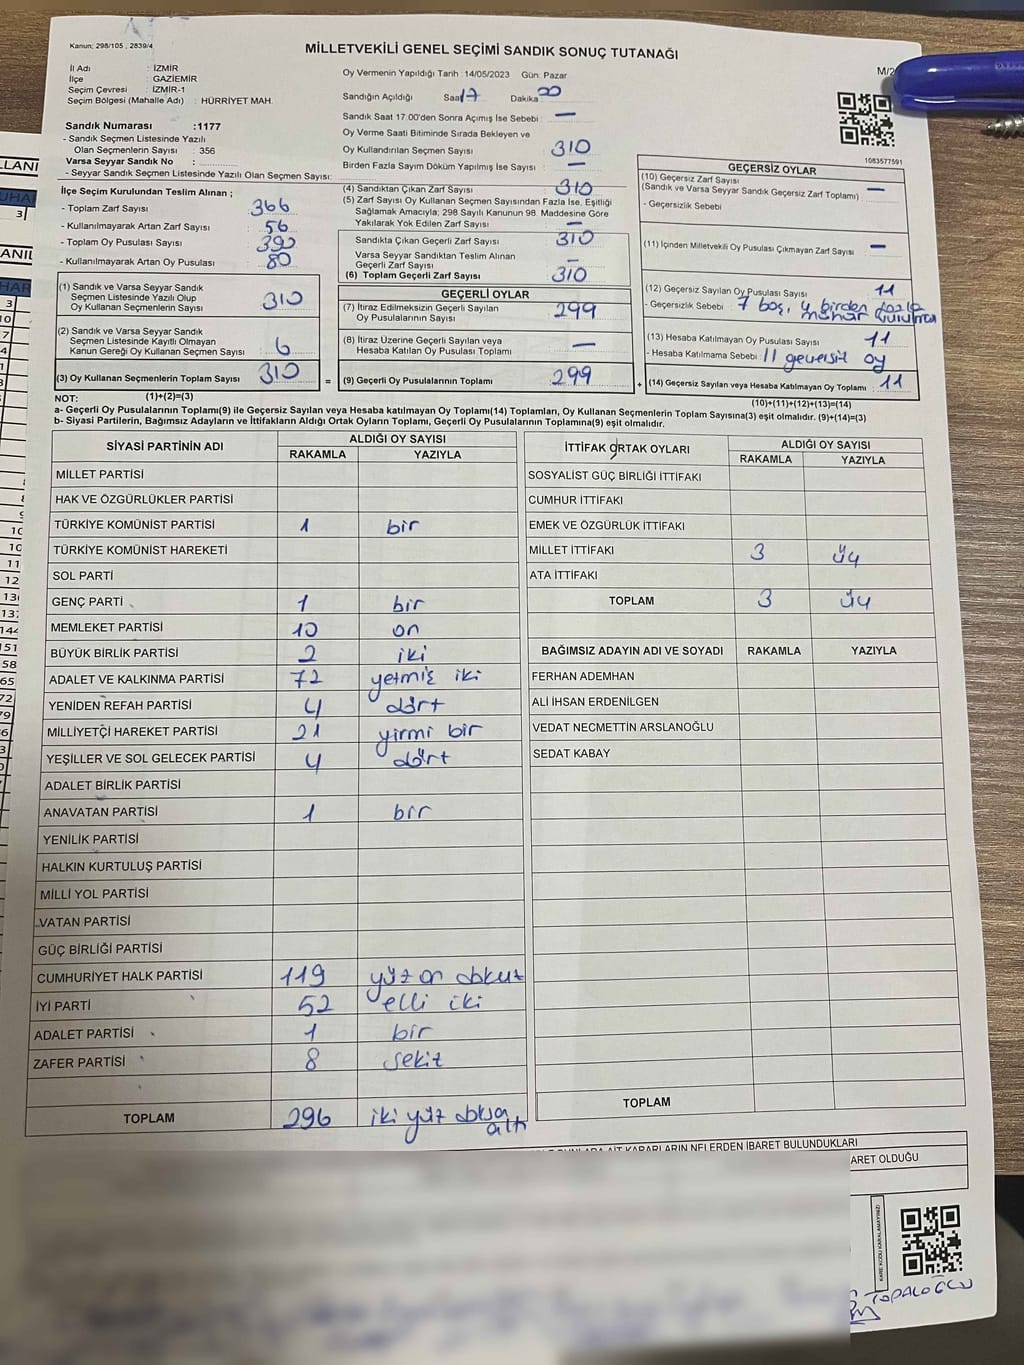 Kanun; 298/105 , 2839/4
MİLLETVEKİLİ GENEL SEÇİMİ SANDIK SONUÇ TUTANAĞI
İl Adı : İZMİR
İlçe : GAZİEMİR
Seçim Çevresi : İZMİR-1
Seçim Bölgesi (Mahalle Adı) : HÜRRİYET MAH.
Sandık Numarası :1177
- Sandık Seçmen Listesinde Yazılı
Olan Seçmenlerin Sayısı : 356
Varsa Seyyar Sandık No :
- Seyyar Sandık Seçmen Listesinde Yazılı Olan Seçmen Sayısı:
Oy Vermenin Yapıldığı Tarih :14/05/2023 Gün: Pazar
Sandığın Açıldığı Saat 17 Dakika 00
Sandık Saat 17.00'den Sonra Açımış İse Sebebi : —
Oy Verme Saati Bitiminde Sırada Bekleyen ve
Oy Kullandırılan Seçmen Sayısı 310
Birden Fazla Sayım Döküm Yapılmış İse Sayısı : —
M/2
1083577591
İlçe Seçim Kurulundan Teslim Alınan ;
- Toplam Zarf Sayısı 366
- Kullanılmayarak Artan Zarf Sayısı : 56
- Toplam Oy Pusulası Sayısı : 390
- Kullanılmayarak Artan Oy Pusulası : 80
(1) Sandık ve Varsa Seyyar Sandık
Seçmen Listesinde Yazılı Olup
Oy Kullanan Seçmenlerin Sayısı 310
(2) Sandık ve Varsa Seyyar Sandık
Seçmen Listesinde Kayıtlı Olmayan
Kanun Gereği Oy Kullanan Seçmen Sayısı 6
(3) Oy Kullanan Seçmenlerin Toplam Sayısı 310
(1)+(2)=(3)
(4) Sandıktan Çıkan Zarf Sayısı 310
(5) Zarf Sayısı Oy Kullanan Seçmen Sayısından Fazla İse, Eşitliği
Sağlamak Amacıyla; 298 Sayılı Kanunun 98. Maddesine Göre
Yakılarak Yok Edilen Zarf Sayısı : —
Sandıkta Çıkan Geçerli Zarf Sayısı 310
Varsa Seyyar Sandıktan Teslim Alınan
Geçerli Zarf Sayısı —
(6) Toplam Geçerli Zarf Sayısı 310
GEÇERLİ OYLAR
(7) İtiraz Edilmeksizin Geçerli Sayılan
Oy Pusulalarının Sayısı 299
(8) İtiraz Üzerine Geçerli Sayılan veya
Hesaba Katılan Oy Pusulası Toplamı —
= (9) Geçerli Oy Pusulalarının Toplamı 299
GEÇERSİZ OYLAR
(10) Geçersiz Zarf Sayısı
(Sandık ve Varsa Seyyar Sandık Geçersiz Zarf Toplamı) —
- Geçersizlik Sebebi
(11) İçinden Milletvekili Oy Pusulası Çıkmayan Zarf Sayısı —
(12) Geçersiz Sayılan Oy Pusulası Sayısı 11
- Geçersizlik Sebebi : 7 boş, 4 birden fazla
mühür
(13) Hesaba Katılmayan Oy Pusulası Sayısı 11
- Hesaba Katılmama Sebebi : 11 geçersiz oy
+ (14) Geçersiz Sayılan veya Hesaba Katılmayan Oy Toplamı : 11
(10)+(11)+(12)+(13)=(14)
NOT:
a- Geçerli Oy Pusulalarının Toplamı(9) ile Geçersiz Sayılan veya Hesaba katılmayan Oy Toplamı(14) Toplamları, Oy Kullanan Seçmenlerin Toplam Sayısına(3) eşit olmalıdır. (9)+(14)=(3)
b- Siyasi Partilerin, Bağımsız Adayların ve İttifakların Aldığı Ortak Oyların Toplamı, Geçerli Oy Pusulalarının Toplamına(9) eşit olmalıdır.
SİYASİ PARTİNİN ADI ALDIĞI OY SAYISI
RAKAMLA YAZIYLA
MİLLET PARTİSİ
HAK VE ÖZGÜRLÜKLER PARTİSİ
TÜRKİYE KOMÜNİST PARTİSİ 1 bir
TÜRKİYE KOMÜNİST HAREKETİ
SOL PARTİ
GENÇ PARTİ 1 bir
MEMLEKET PARTİSİ 10 on
BÜYÜK BİRLİK PARTİSİ 2 iki
ADALET VE KALKINMA PARTİSİ 72 yetmiş iki
YENİDEN REFAH PARTİSİ 4 dört
MİLLİYETÇİ HAREKET PARTİSİ 21 yirmi bir
YEŞİLLER VE SOL GELECEK PARTİSİ 4 dört
ADALET BİRLİK PARTİSİ
ANAVATAN PARTİSİ 1 bir
YENİLİK PARTİSİ
HALKIN KURTULUŞ PARTİSİ
MİLLİ YOL PARTİSİ
VATAN PARTİSİ
GÜÇ BİRLİĞİ PARTİSİ
CUMHURİYET HALK PARTİSİ 119 yüz on dokuz
İYİ PARTİ 52 elli iki
ADALET PARTİSİ 1 bir
ZAFER PARTİSİ 8 sekiz
TOPLAM 296 iki yüz doksa
altı
İTTİFAK ORTAK OYLARI ALDIĞI OY SAYISI
RAKAMLA YAZIYLA
SOSYALİST GÜÇ BİRLİĞİ İTTİFAKI
CUMHUR İTTİFAKI
EMEK VE ÖZGÜRLÜK İTTİFAKI
MİLLET İTTİFAKI 3 üç
ATA İTTİFAKI
TOPLAM 3 üç
BAĞIMSIZ ADAYIN ADI VE SOYADI RAKAMLA YAZIYLA
FERHAN ADEMHAN
ALİ İHSAN ERDENİLGEN
VEDAT NECMETTİN ARSLANOĞLU
SEDAT KABAY
TOPLAM
KARARLARIN NELERDEN İBARET BULUNDUKLARI
ARET OLDUĞU
KARE KODU KARALAMAYINIZ!
TOPALOĞLU